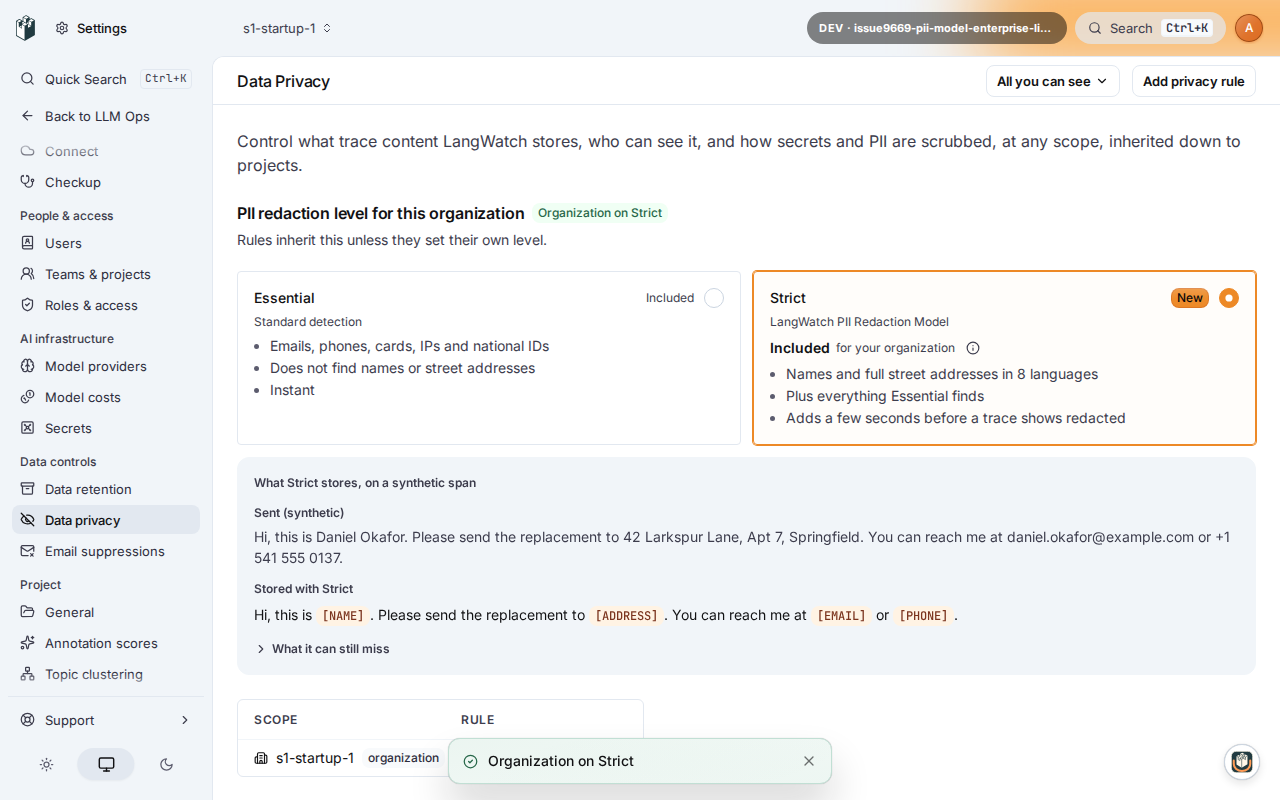 Settings
s1-startup-1
DEV · issue9669-pii-model-enterprise-li...
Search Ctrl+K
A
Quick Search Ctrl+K
Back to LLM Ops
Connect
Checkup
People & access
Users
Teams & projects
Roles & access
AI infrastructure
Model providers
Model costs
Secrets
Data controls
Data retention
Data privacy
Email suppressions
Project
General
Annotation scores
Topic clustering
Support
Data Privacy
All you can see
Add privacy rule
Control what trace content LangWatch stores, who can see it, and how secrets and PII are scrubbed, at any scope, inherited down to
projects.
PII redaction level for this organization Organization on Strict
Rules inherit this unless they set their own level.
Essential Included
Standard detection
Emails, phones, cards, IPs and national IDs
Does not find names or street addresses
Instant
Strict New
LangWatch PII Redaction Model
Included for your organization
Names and full street addresses in 8 languages
Plus everything Essential finds
Adds a few seconds before a trace shows redacted
What Strict stores, on a synthetic span
Sent (synthetic)
Hi, this is Daniel Okafor. Please send the replacement to 42 Larkspur Lane, Apt 7, Springfield. You can reach me at daniel.okafor@example.com or +1
541 555 0137.
Stored with Strict
Hi, this is [NAME]. Please send the replacement to [ADDRESS]. You can reach me at [EMAIL] or [PHONE].
What it can still miss
SCOPE RULE
s1-startup-1 organization
Organization on Strict